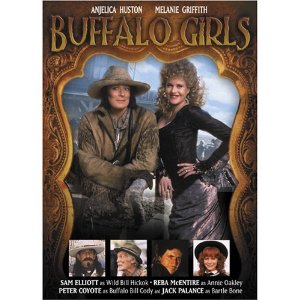 ANJELICA HUSTON MELANIE GRIFFITH
BUFFALO GIRLS
SAM ELLIOTT as Wild Bill Hickok • REBA McENTIRE as Annie Oakley
PETER COYOTE as Buffalo Bill Cody and JACK PALANCE as Bartle Bone